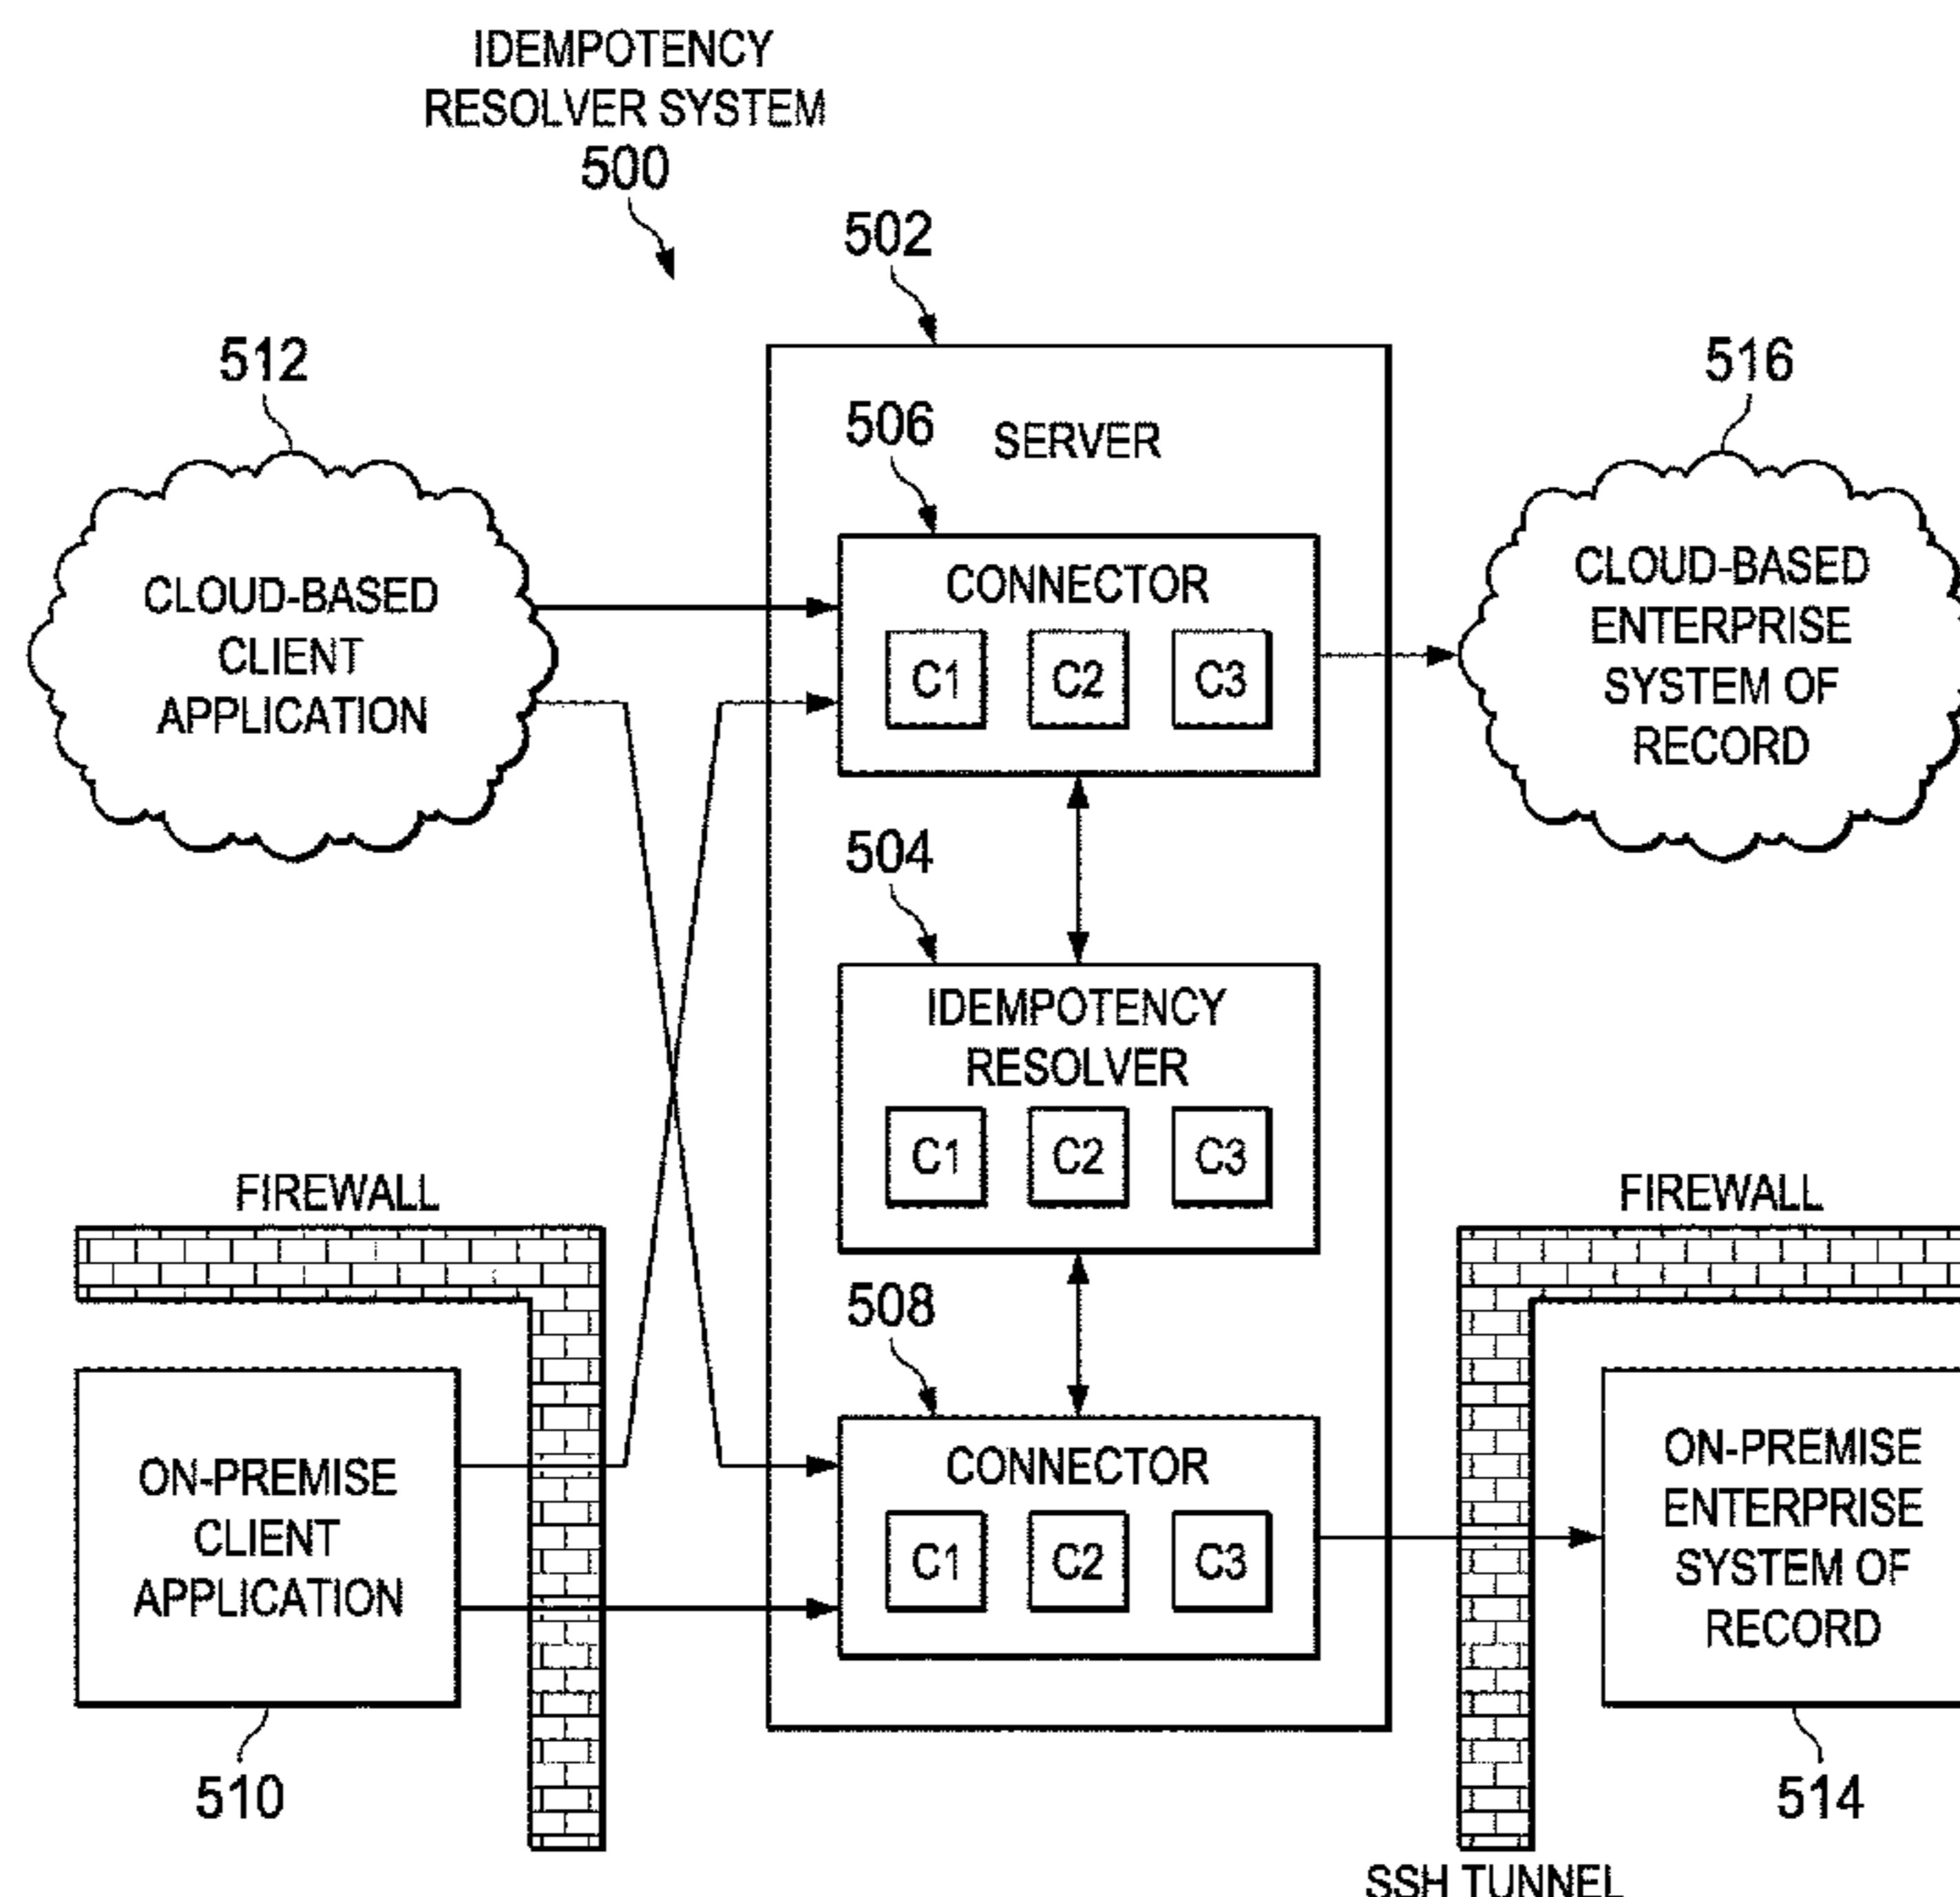 IDEMPOTENCY
RESOLVER SYSTEM
500
502
512
516
506
SERVER
CLOUD-BASED
CLIENT
APPLICATION
CONNECTOR
C1 C2 C3
CLOUD-BASED
ENTERPRISE
SYSTEM OF
RECORD
504
IDEMPOTENCY
RESOLVER
C1 C2 C3
FIREWALL
FIREWALL
508
ON-PREMISE
CLIENT
APPLICATION
CONNECTOR
C1 C2 C3
ON-PREMISE
ENTERPRISE
SYSTEM OF
RECORD
510
514
SSH TUNNEL